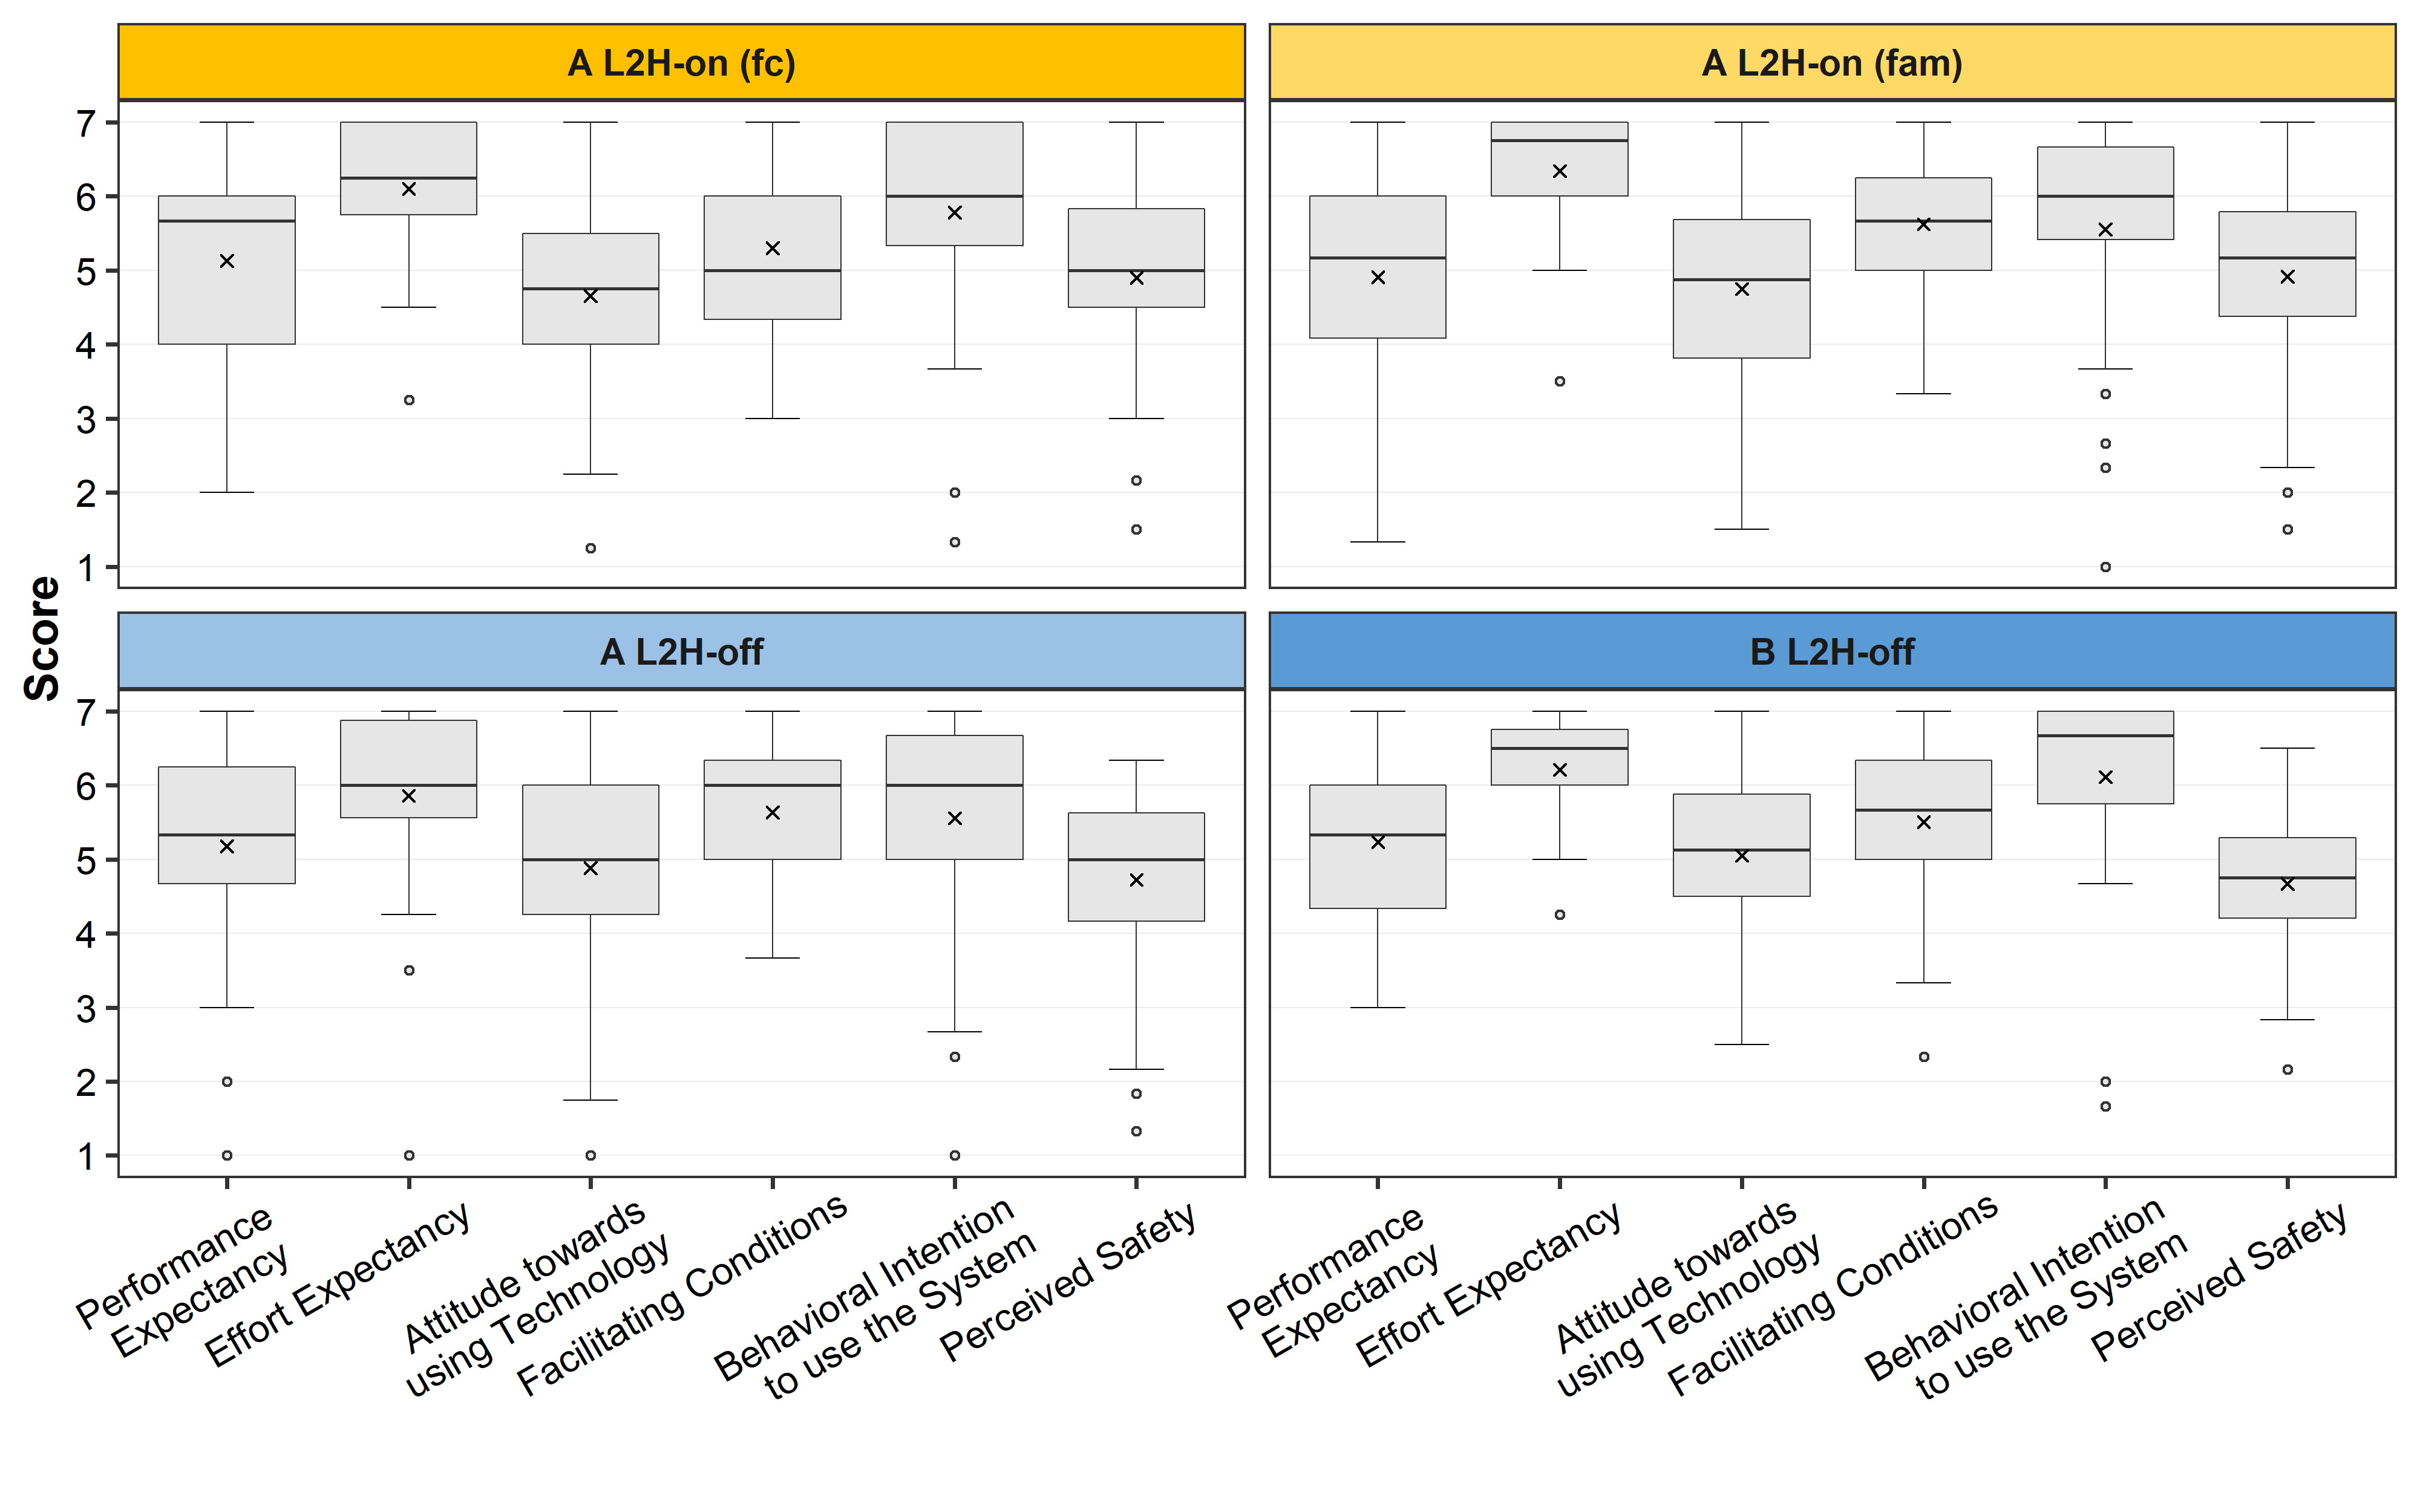 A L2H-on (fc)
A L2H-on (fam)
7
6
5
4
3
2
1
Score
A L2H-off
B L2H-off
7
6
5
4
3
2
1
Performance
Expectancy
Effort Expectancy
Attitude towards
using Technology
Facilitating Conditions
Behavioral Intention
to use the System
Perceived Safety
Performance
Expectancy
Effort Expectancy
Attitude towards
using Technology
Facilitating Conditions
Behavioral Intention
to use the System
Perceived Safety